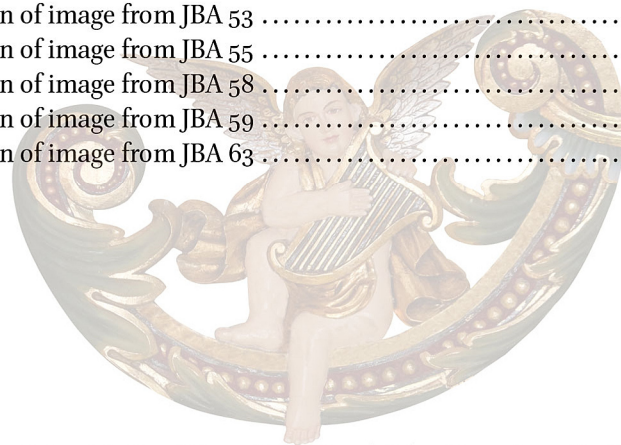 n of image from JBA 53 ........................................
n of image from JBA 55 ........................................
n of image from JBA 58 ........................................
n of image from JBA 59 ........................................
n of image from JBA 63 ........................................